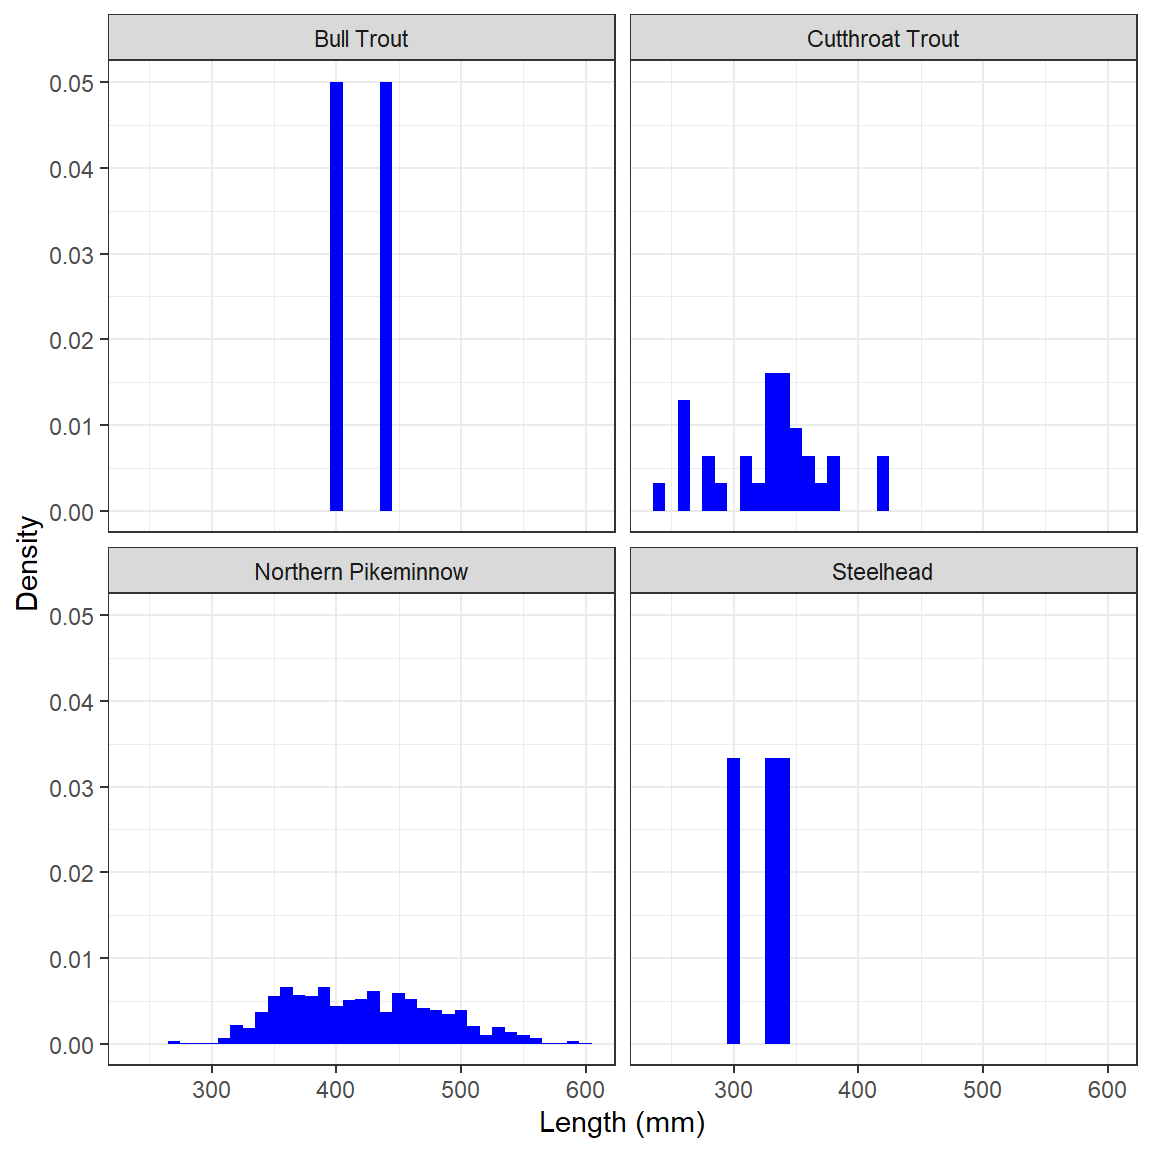 Bull Trout
Cutthroat Trout
0.05
0.04
0.03
0.02
0.01
0.00
Northern Pikeminnow
Steelhead
0.05
0.04
0.03
0.02
0.01
0.00
Density
300 400 500 600
300 400 500 600
Length (mm)